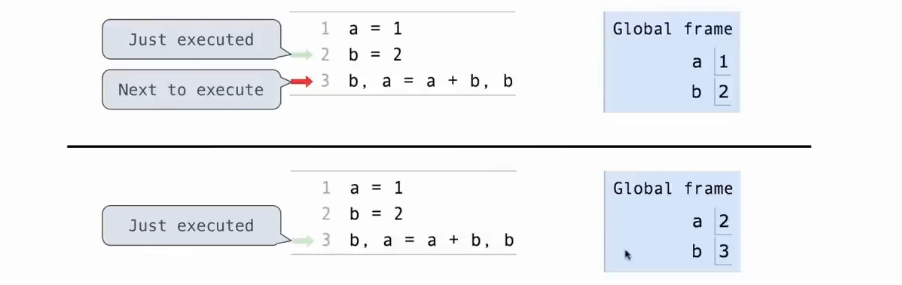 Just executed
Next to execute
1 a = 1
2 b = 2
3 b, a = a + b, b
Global frame
a 1
b 2
Just executed
1 a = 1
2 b = 2
3 b, a = a + b, b
Global frame
a 2
b 3